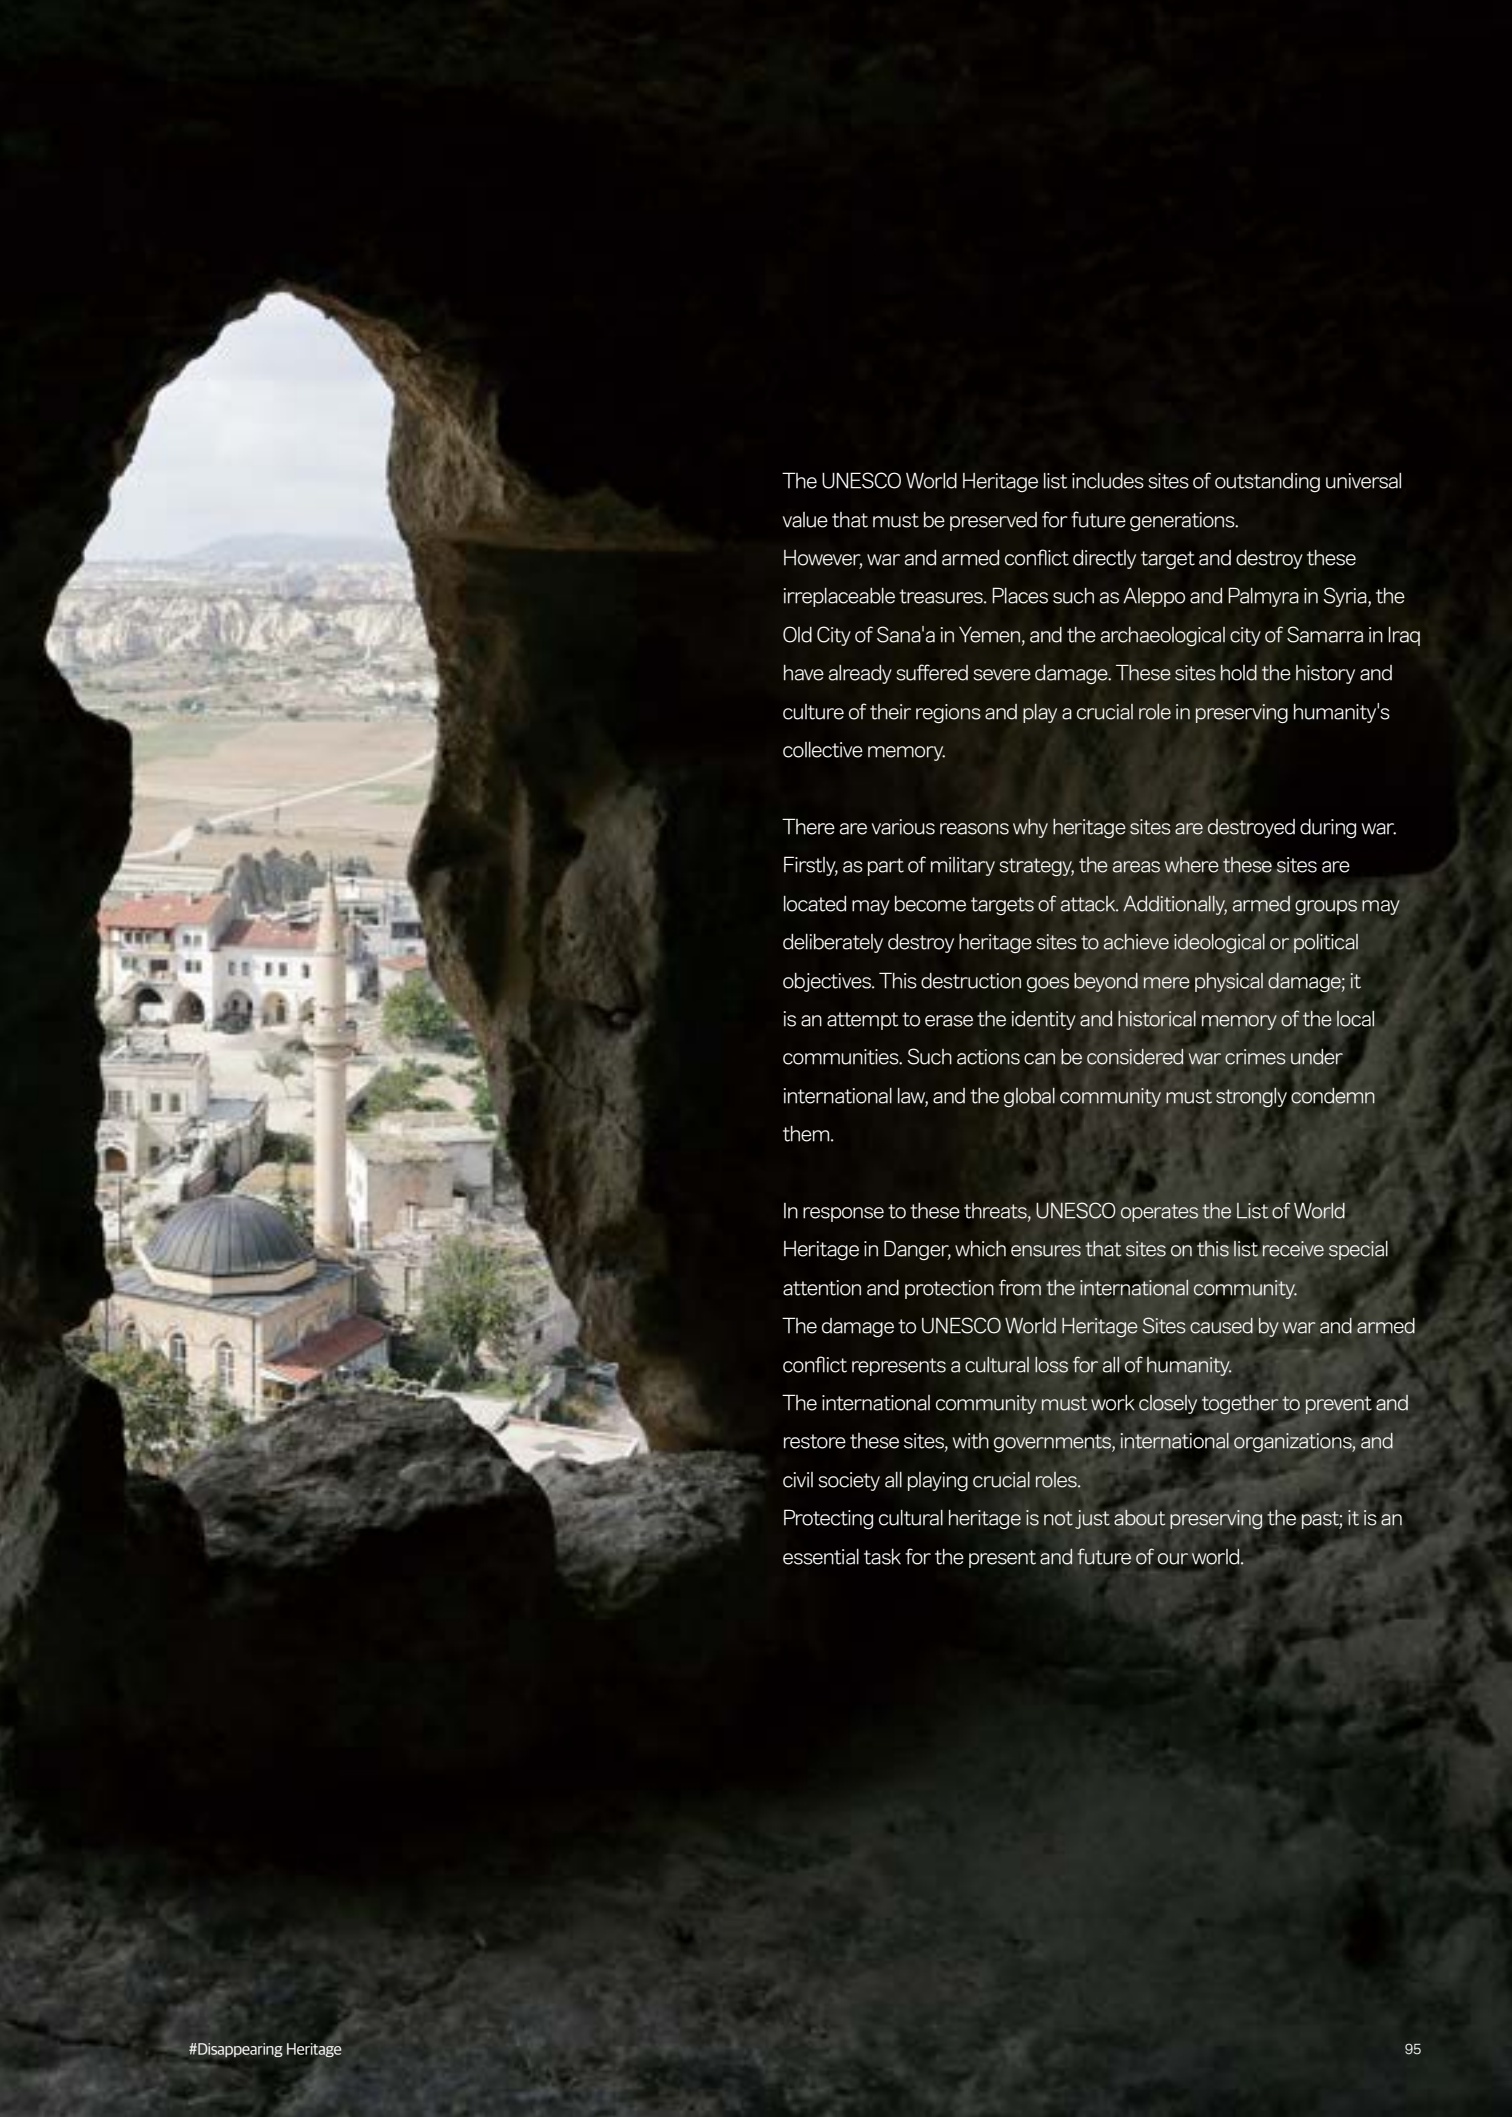 The UNESCO World Heritage list includes sites of outstanding universal
value that must be preserved for future generations.
However, war and armed conflict directly target and destroy these
irreplaceable treasures. Places such as Aleppo and Palmyra in Syria, the
Old City of Sana'a in Yemen, and the archaeological city of Samarra in Iraq
have already suffered severe damage. These sites hold the history and
culture of their regions and play a crucial role in preserving humanity's
collective memory.
There are various reasons why heritage sites are destroyed during war.
Firstly, as part of military strategy, the areas where these sites are
located may become targets of attack. Additionally, armed groups may
deliberately destroy heritage sites to achieve ideological or political
objectives. This destruction goes beyond mere physical damage; it
is an attempt to erase the identity and historical memory of the local
communities. Such actions can be considered war crimes under
international law, and the global community must strongly condemn
them.
In response to these threats, UNESCO operates the List of World
Heritage in Danger, which ensures that sites on this list receive special
attention and protection from the international community.
The damage to UNESCO World Heritage Sites caused by war and armed
conflict represents a cultural loss for all of humanity.
The international community must work closely together to prevent and
restore these sites, with governments, international organizations, and
civil society all playing crucial roles.
Protecting cultural heritage is not just about preserving the past; it is an
essential task for the present and future of our world.
#Disappearing Heritage
95